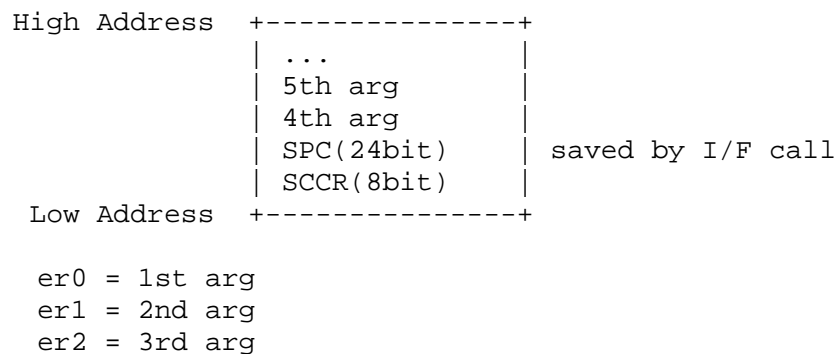 High Address  +---------------+
              | ...           |
              | 5th arg       |
              | 4th arg       |
              | SPC(24bit)    | saved by I/F call
              | SCCR(8bit)    |
 Low Address  +---------------+
 er0 = 1st arg
 er1 = 2nd arg
 er2 = 3rd arg